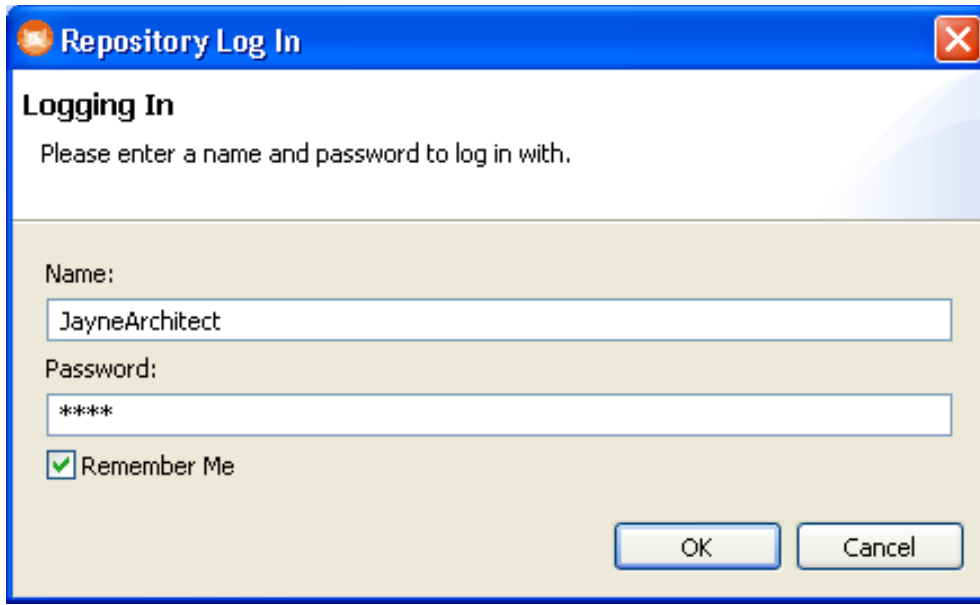 Repository Log In
Logging In
Please enter a name and password to log in with.
Name:
JayneArchitect
Password:
****
Remember Me
OK Cancel